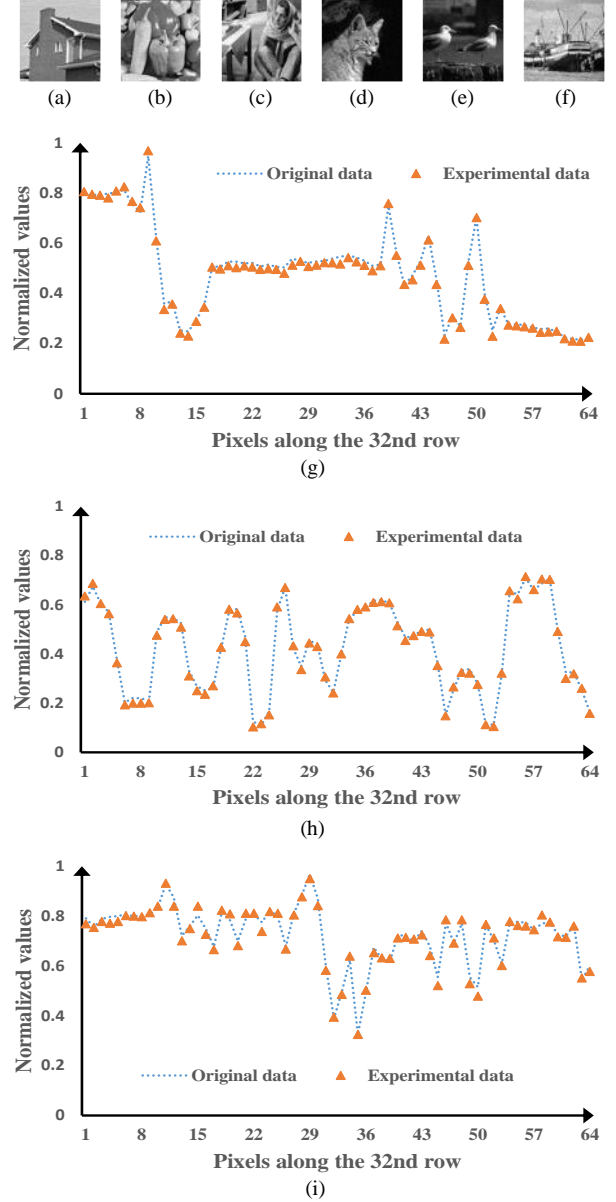 (a) (b) (c) (d) (e) (f)
1
Original data Experimental data
0.8
0.6
0.4
0.2
0
Normalized values
1 8 15 22 29 36 43 50 57 64
Pixels along the 32nd row
(g)
1
Original data Experimental data
0.8
0.6
0.4
0.2
0
Normalized values
1 8 15 22 29 36 43 50 57 64
Pixels along the 32nd row
(h)
1
0.8
0.6
0.4
0.2
0
Normalized values
Original data Experimental data
1 8 15 22 29 36 43 50 57 64
Pixels along the 32nd row
(i)